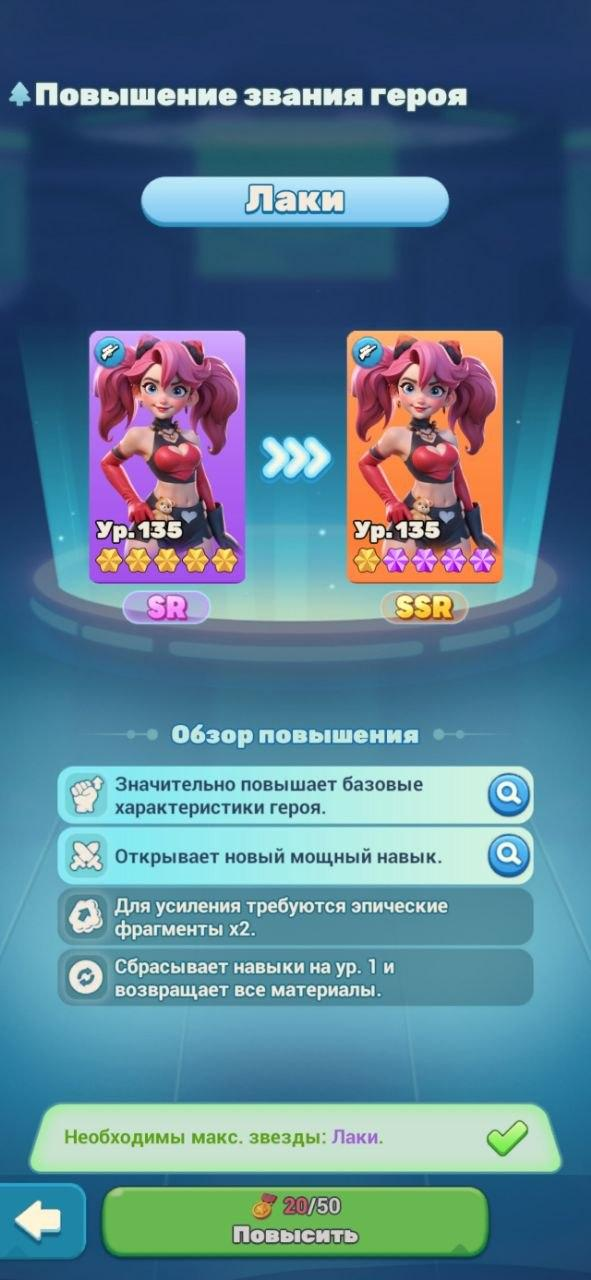 Повышение звания героя
Лаки
Ур.135
Ур.135
SR
SSR
Обзор повышения
Значительно повышает базовые
характеристики героя.
Открывает новый мощный навык.
Для усиления требуются эпические
фрагменты x2.
Сбрасывает навыки на ур. 1 и
возвращает все материалы.
Необходимы макс. звезды: Лаки.
20/50
Повысить